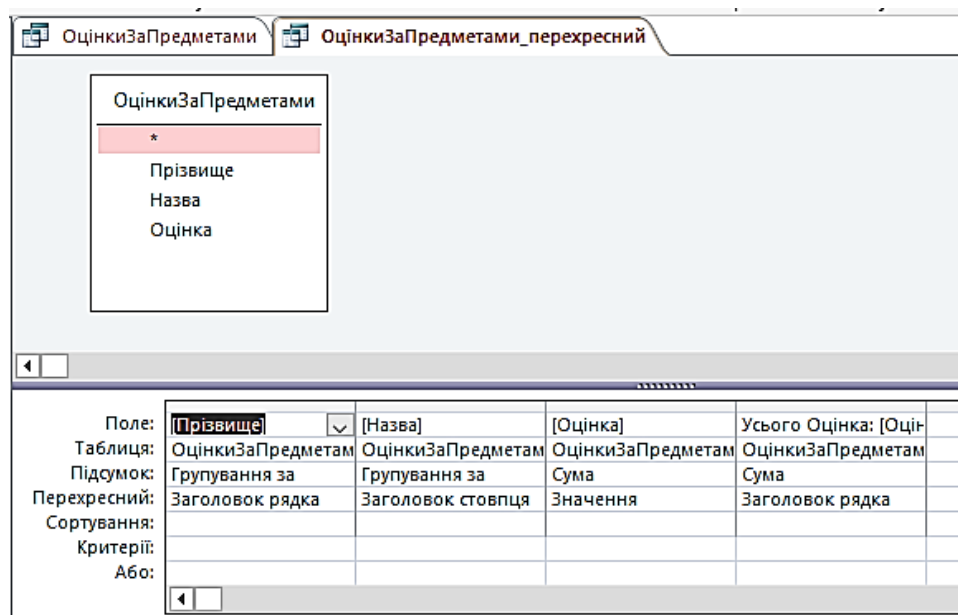 ОцінкиЗаПредметами ОцінкиЗаПредметами_перехресний
ОцінкиЗаПредметами
*
Прізвище
Назва
Оцінка
Поле: [Прізвище] [Назва] [Оцінка] Усього Оцінка: [Оцін
Таблиця: ОцінкиЗаПредметам ОцінкиЗаПредметам ОцінкиЗаПредметам ОцінкиЗаПредметам
Підсумок: Групування за Групування за Сума Сума
Перехресний: Заголовок рядка Заголовок стовпця Значення Заголовок рядка
Сортування:
Критерії:
Або: